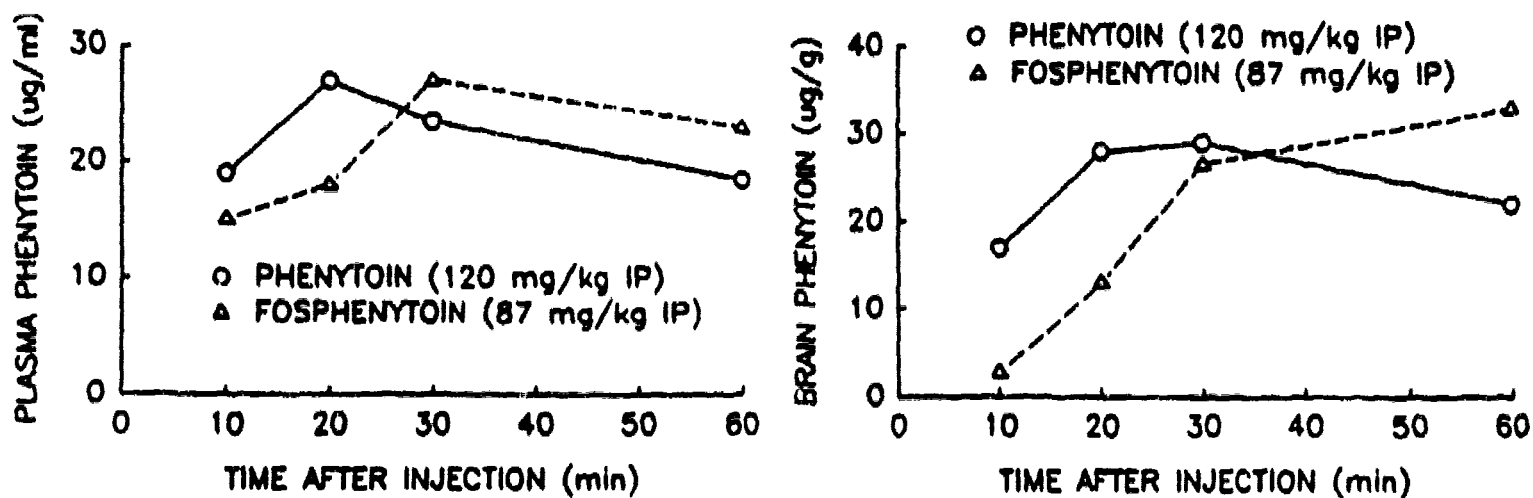 PLASMA PHENYTOIN (ug/ml)
30
20
10
0
O PHENYTOIN (120 mg/kg IP)
△ FOSPHENYTOIN (87 mg/kg IP)
0 10 20 30 40 50 60
TIME AFTER INJECTION (min)
BRAIN PHENYTOIN (ug/g)
40
30
20
10
0
O PHENYTOIN (120 mg/kg IP)
△ FOSPHENYTOIN (87 mg/kg IP)
0 10 20 30 40 50 60
TIME AFTER INJECTION (min)